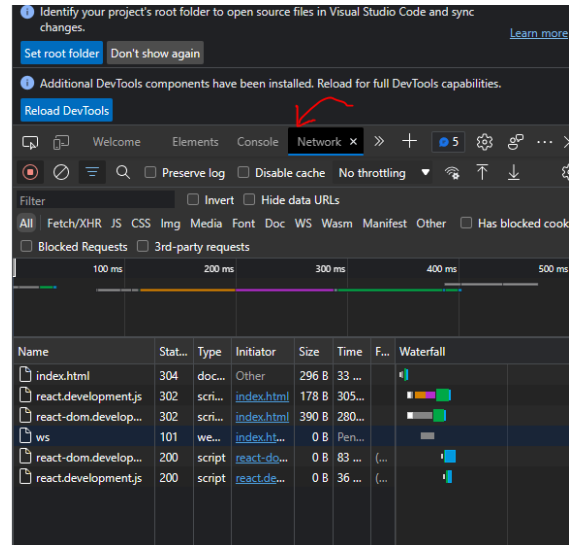 Identify your project's root folder to open source files in Visual Studio Code and sync
changes.
Learn more
Set root folder Don't show again
Additional DevTools components have been installed. Reload for full DevTools capabilities.
Reload DevTools
Welcome Elements Console Network 5
Preserve log Disable cache No throttling
Filter Invert Hide data URLs
All Fetch/XHR JS CSS Img Media Font Doc WS Wasm Manifest Other Has blocked cook
Blocked Requests 3rd-party requests
100 ms 200 ms 300 ms 400 ms 500 ms
Name Stat... Type Initiator Size Time F... Waterfall
index.html 304 doc... Other 296 B 33 ...
react.development.js 302 scri... index.html 178 B 305...
react-dom.develop... 302 scri... index.html 390 B 280...
ws 101 we... index.ht... 0 B Pen...
react-dom.develop... 200 script react-do... 0 B 83 ... (...
react.development.js 200 script react.de... 0 B 36 ... (...